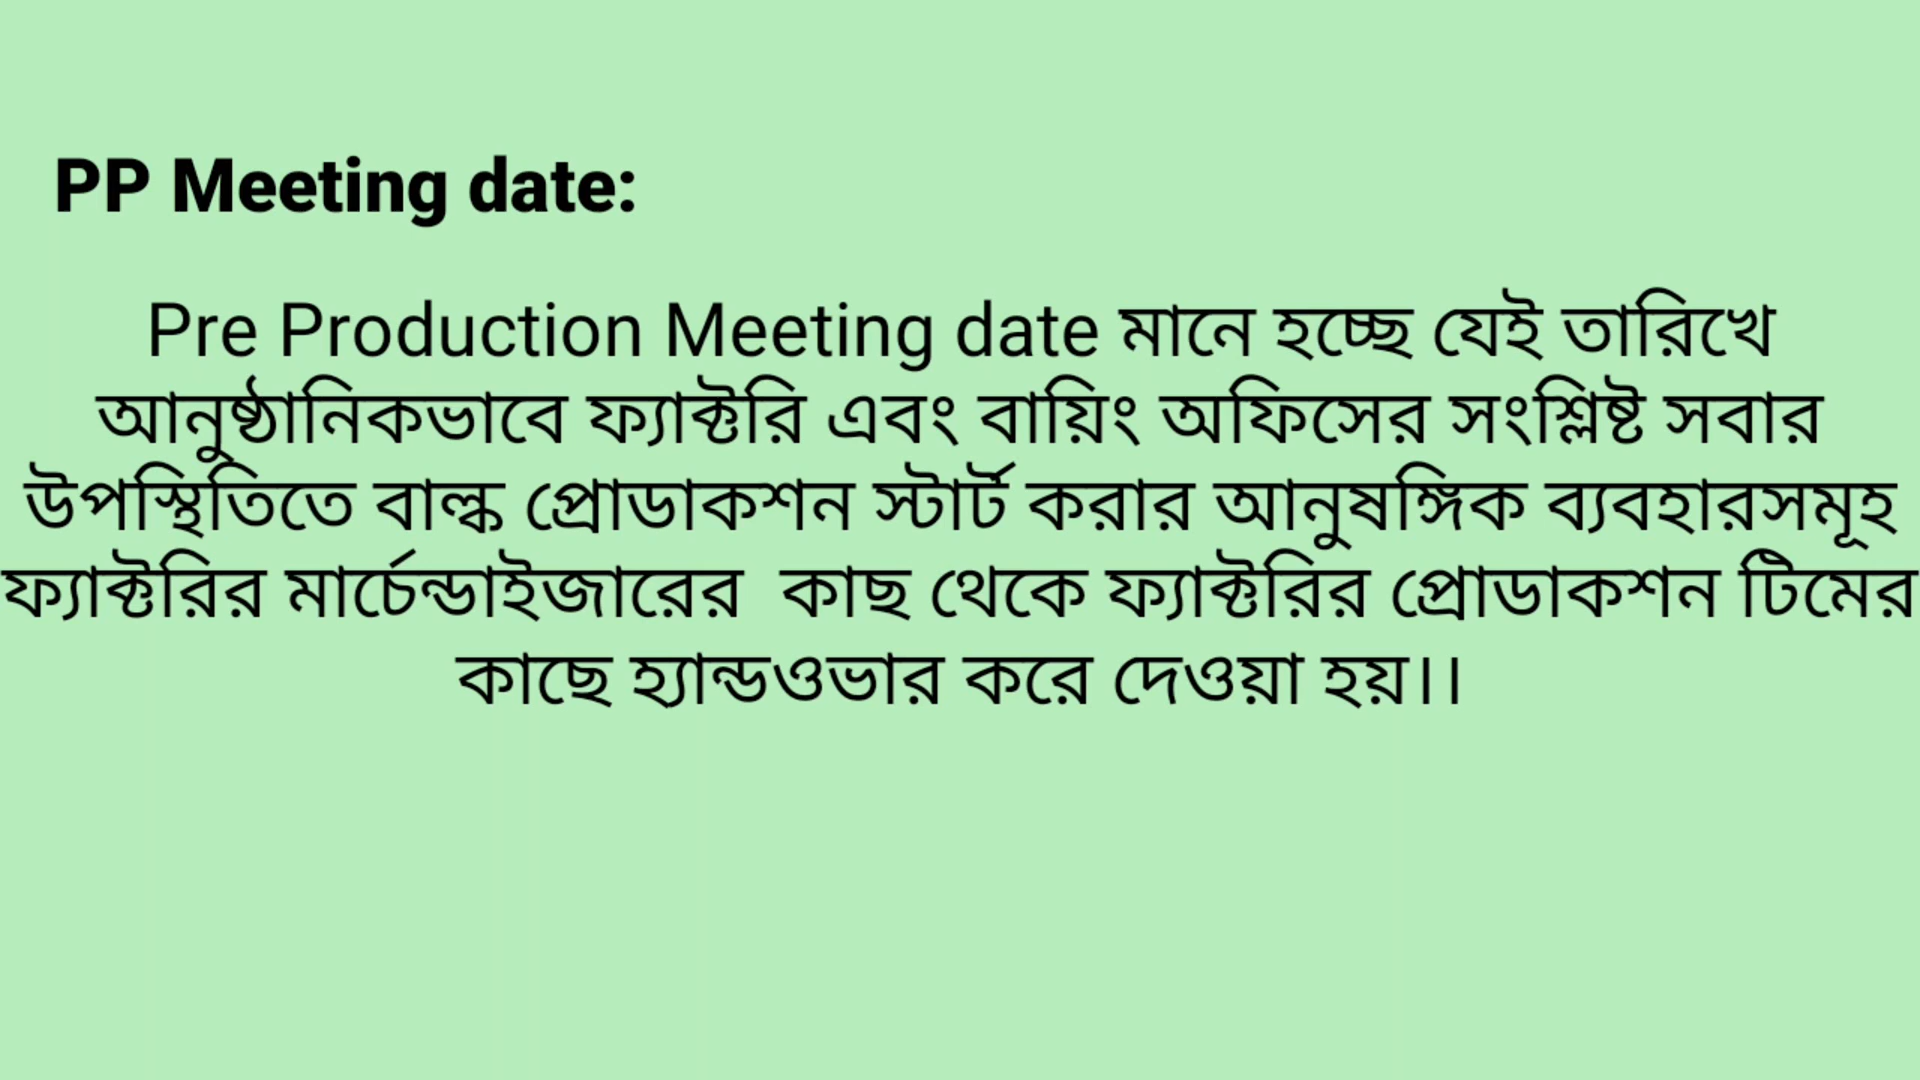 PP Meeting date:
Pre Production Meeting date মানে হচ্ছে যেই তারিখে
আনুষ্ঠানিকভাবে ফ্যাক্টরি এবং বায়িং অফিসের সংশ্লিষ্ট সবার
উপস্থিতিতে বাল্ক প্রোডাকশন স্টার্ট করার আনুষঙ্গিক ব্যবহারসমূহ
ফ্যাক্টরির মার্চেন্ডাইজারের  কাছ থেকে ফ্যাক্টরির প্রোডাকশন টিমের
কাছে হ্যান্ডওভার করে দেওয়া হয়।।